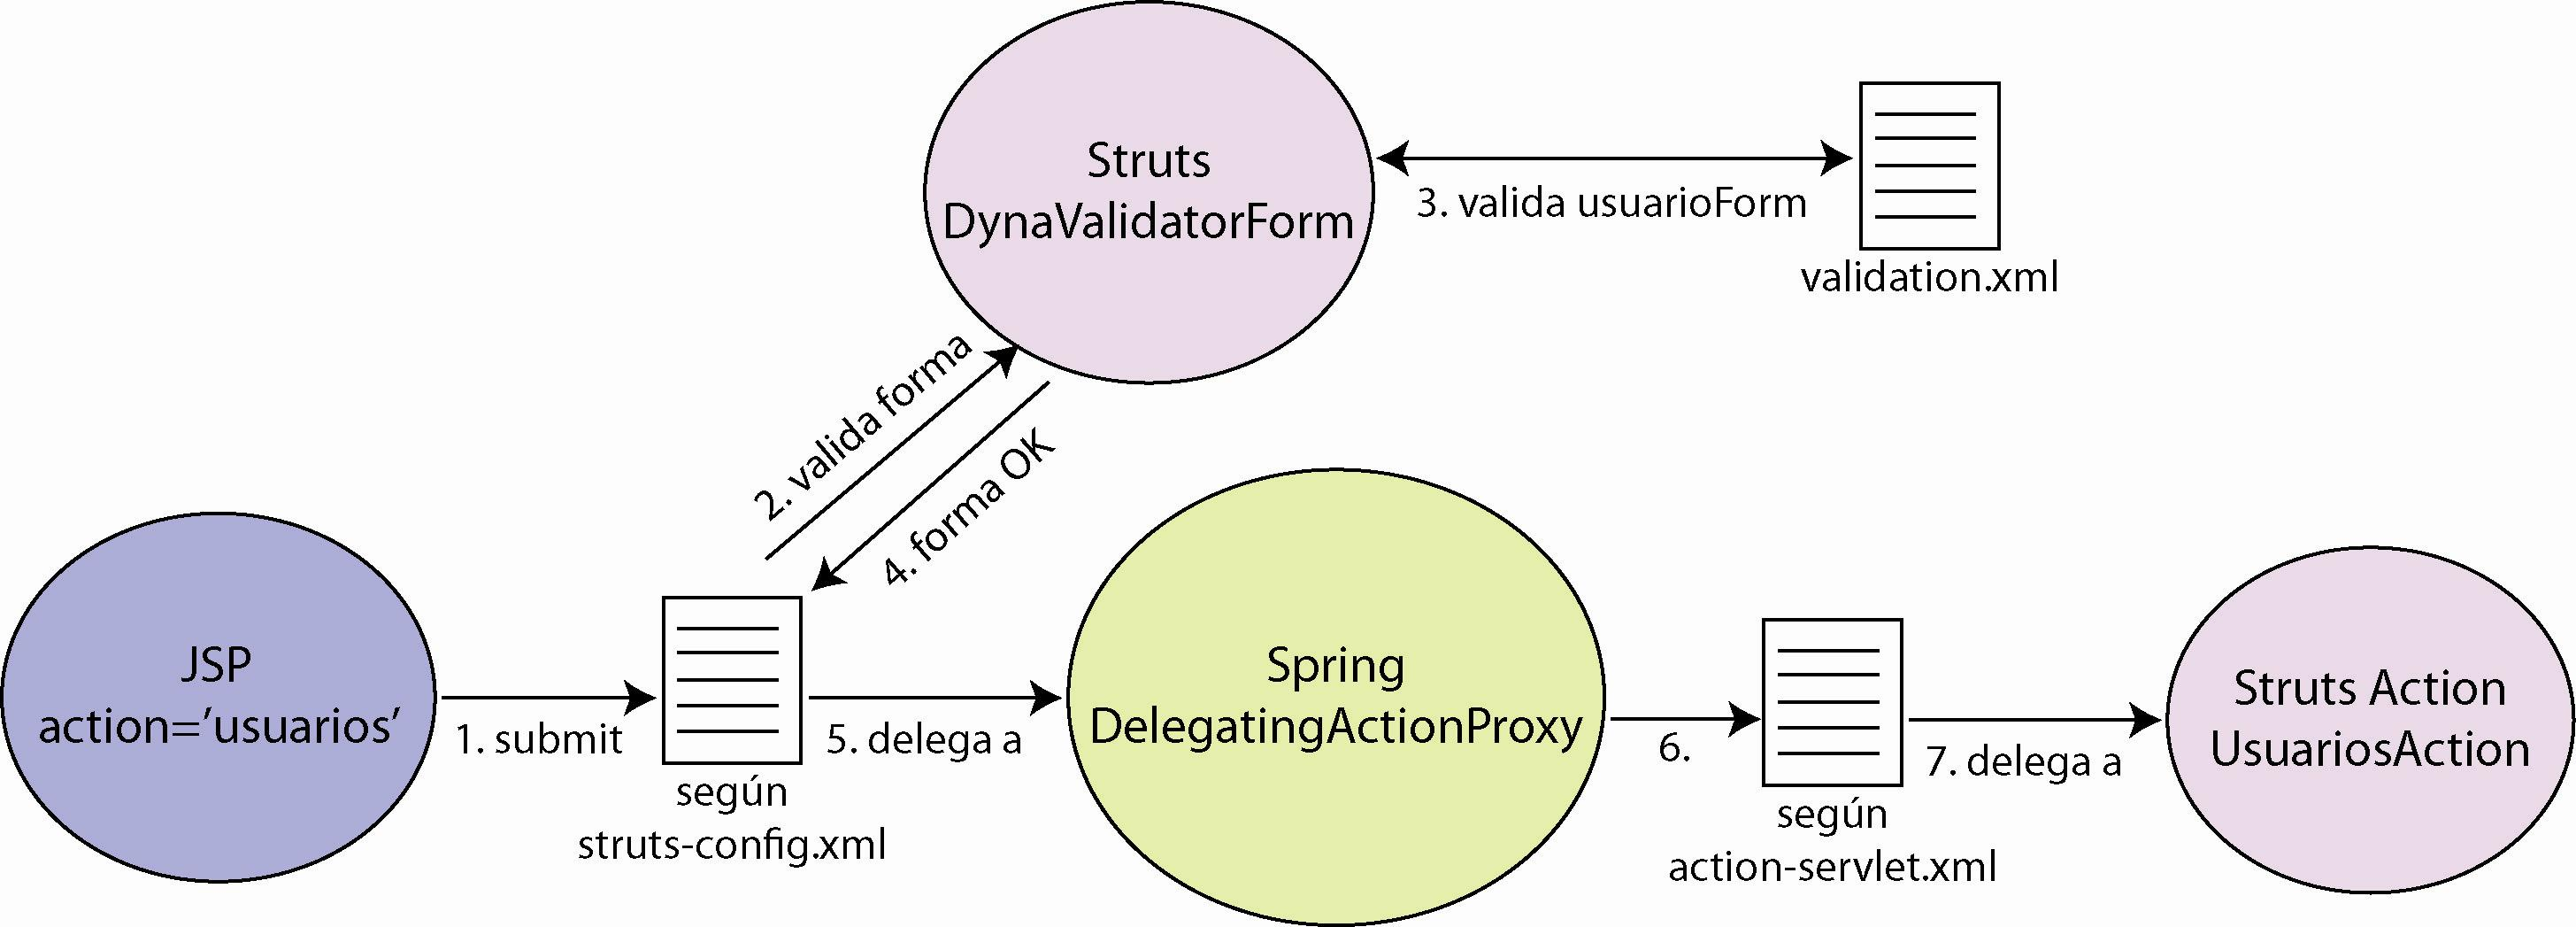 Struts
DynaValidatorForm
3. valida usuarioForm
validation.xml
2. valida forma
4. forma OK
JSP
action=’usuarios’
1. submit
según
struts-config.xml
5. delega a
Spring
DelegatingActionProxy
6.
según
action-servlet.xml
7. delega a
Struts Action
UsuariosAction